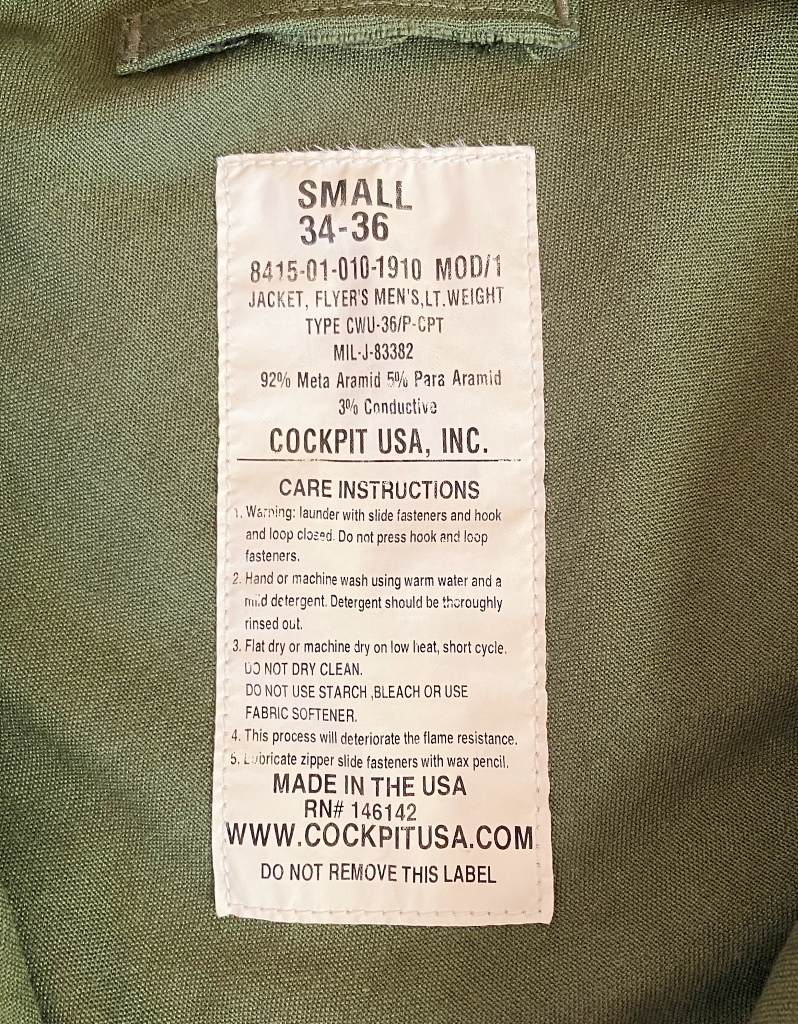 SMALL
34-36
8415-01-010-1910 MOD/1
JACKET, FLYER'S MEN'S,LT.WEIGHT
TYPE CWU-36/P-CPT
MIL-J-83382
92% Meta Aramid 5% Para Aramid
3% Conductive
COCKPIT USA, INC.
CARE INSTRUCTIONS
1. Warning: launder with slide fasteners and hook
and loop closed. Do not press hook and loop
fasteners.
2. Hand or machine wash using warm water and a
mild detergent. Detergent should be thoroughly
rinsed out.
3. Flat dry or machine dry on low heat, short cycle.
DO NOT DRY CLEAN.
DO NOT USE STARCH ,BLEACH OR USE
FABRIC SOFTENER.
4. This process will deteriorate the flame resistance.
5. Lubricate zipper slide fasteners with wax pencil.
MADE IN THE USA
RN# 146142
WWW.COCKPITUSA.COM
DO NOT REMOVE THIS LABEL